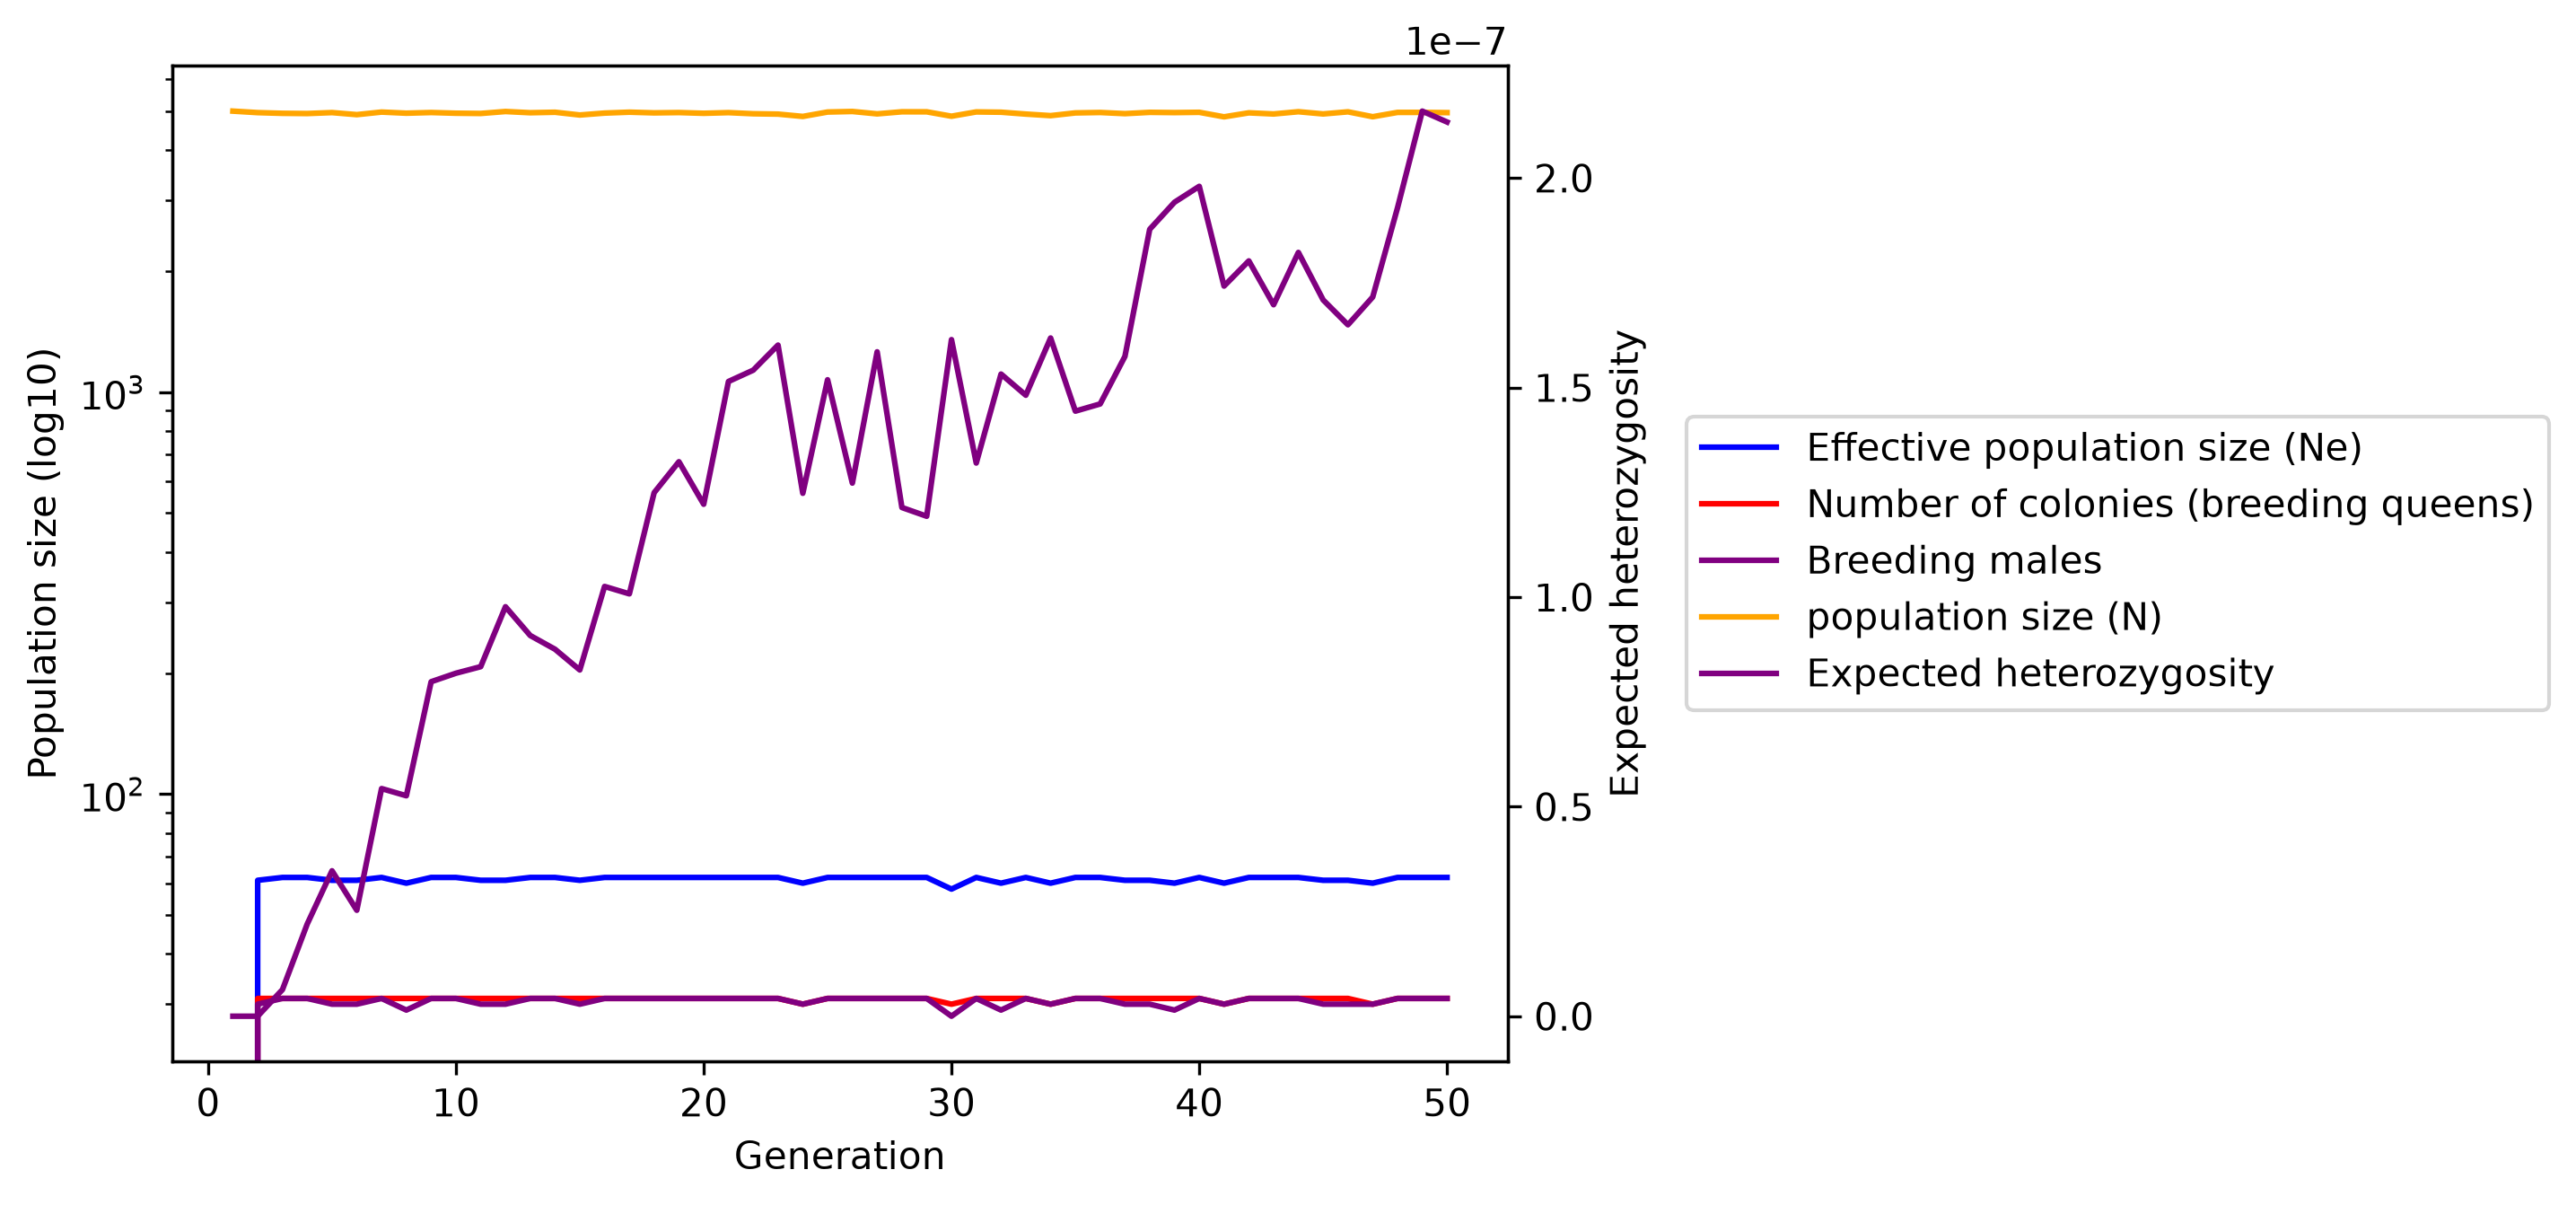 1e−7
Population size (log10)
10³
10²
2.0
1.5
1.0
0.5
0.0
Expected heterozygosity
0 10 20 30 40 50
Generation
Effective population size (Ne)
Number of colonies (breeding queens)
Breeding males
population size (N)
Expected heterozygosity